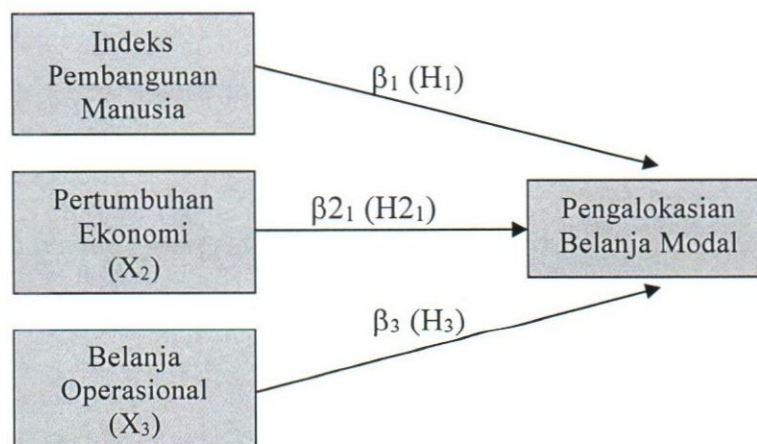 Indeks
Pembangunan
Manusia
β₁ (H₁)
Pertumbuhan
Ekonomi
(X₂)
β2₁ (H2₁)
Pengalokasian
Belanja Modal
β₃ (H₃)
Belanja
Operasional
(X₃)